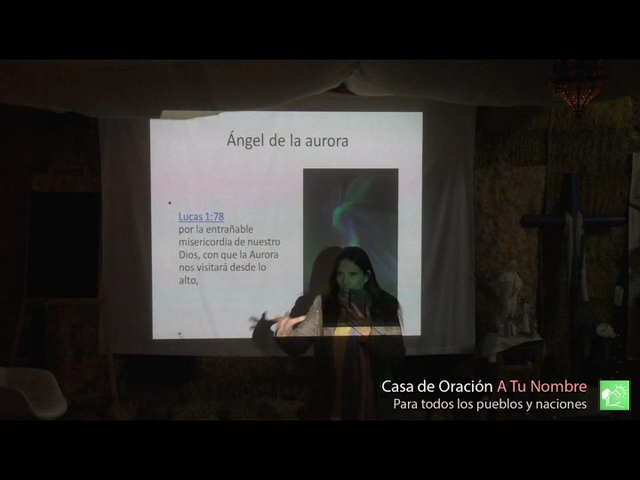 Ángel de la aurora
Lucas 1:78
por la entrañable
misericordia de nuestro
Dios, con que la Aurora
nos visitará desde lo
alto,
Casa de Oración A Tu Nombre
Para todos los pueblos y naciones